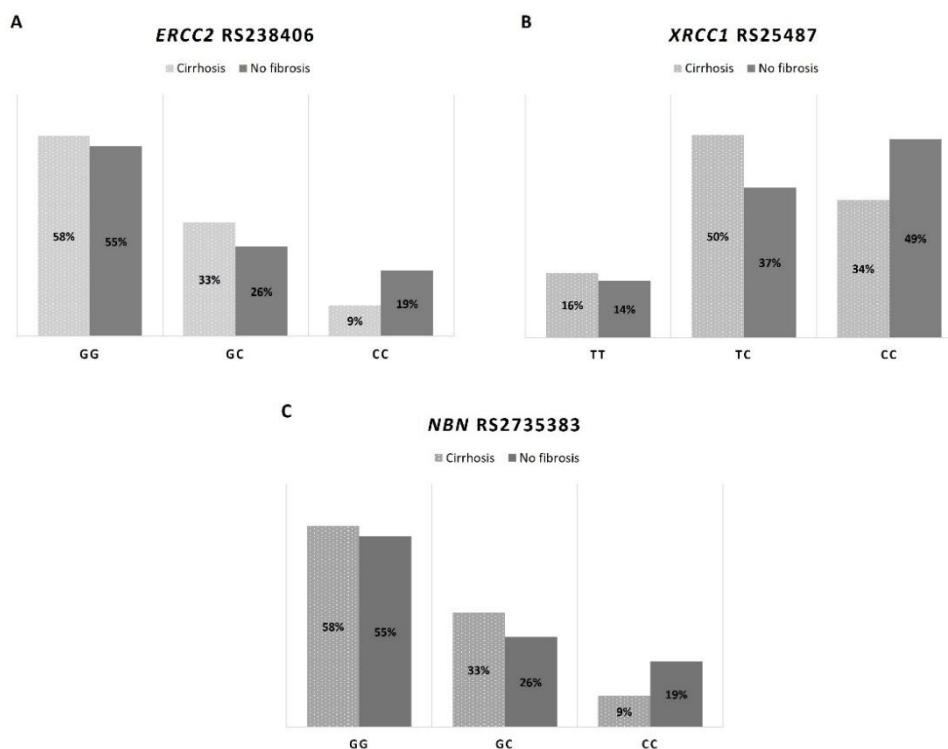 A
ERCC2 RS238406
Cirrhosis No fibrosis
58% 55% 33% 26% 9% 19%
GG GC CC
B
XRCC1 RS25487
Cirrhosis No fibrosis
16% 14% 50% 37% 34% 49%
TT TC CC
C
NBN RS2735383
Cirrhosis No fibrosis
58% 55% 33% 26% 9% 19%
GG GC CC